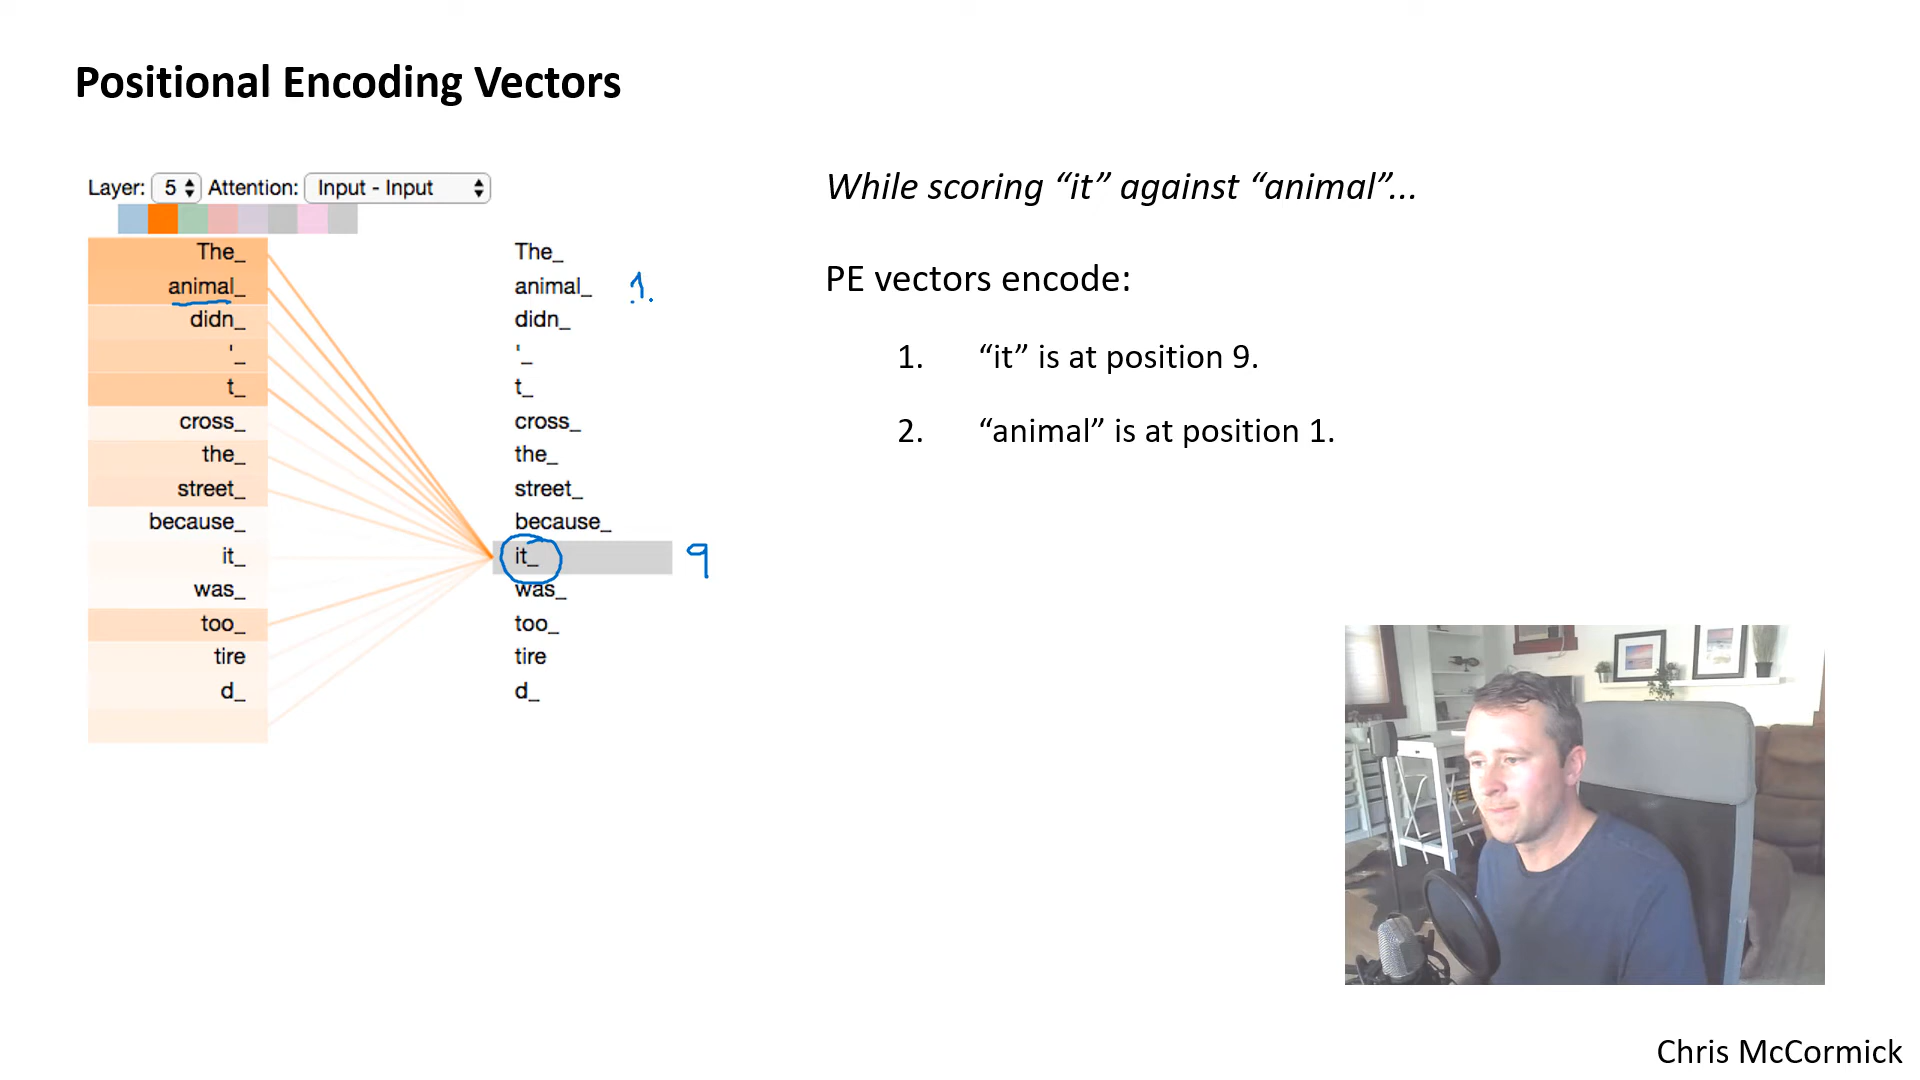 Positional Encoding Vectors
Layer: 5 Attention: Input - Input
The_
animal_
didn_
'_
t_
cross_
the_
street_
because_
it_
was_
too_
tire
d_
The_
animal_ 1.
didn_
'_
t_
cross_
the_
street_
because_
it_ 9
was_
too_
tire
d_
While scoring “it” against “animal”...
PE vectors encode:
1. “it” is at position 9.
2. “animal” is at position 1.
Chris McCormick